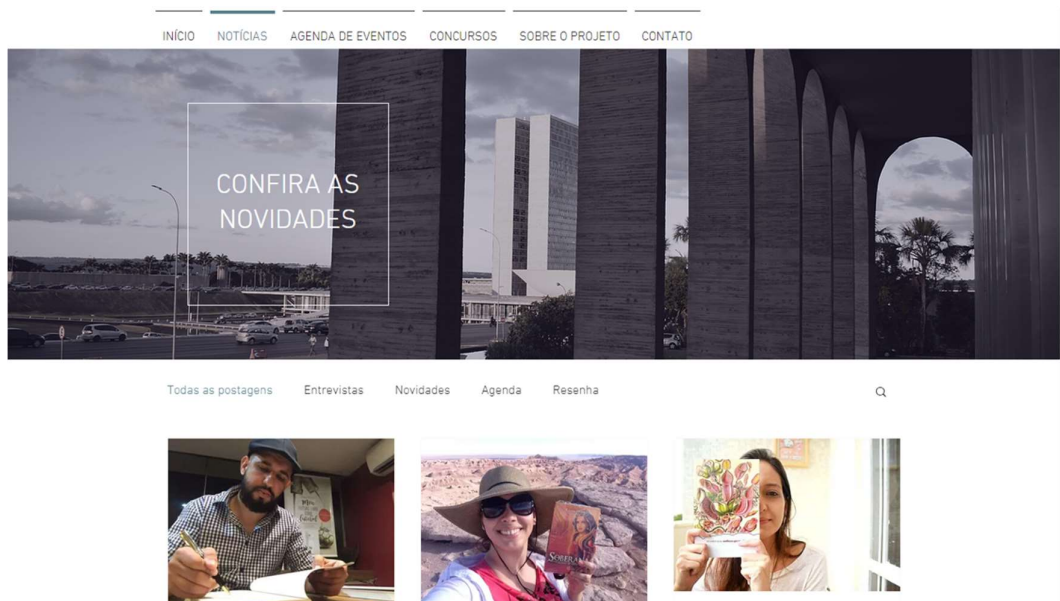 INÍCIO NOTÍCIAS AGENDA DE EVENTOS CONCURSOS SOBRE O PROJETO CONTATO
CONFIRA AS
NOVIDADES
Todas as postagens Entrevistas Novidades Agenda Resenha
SOBERANA